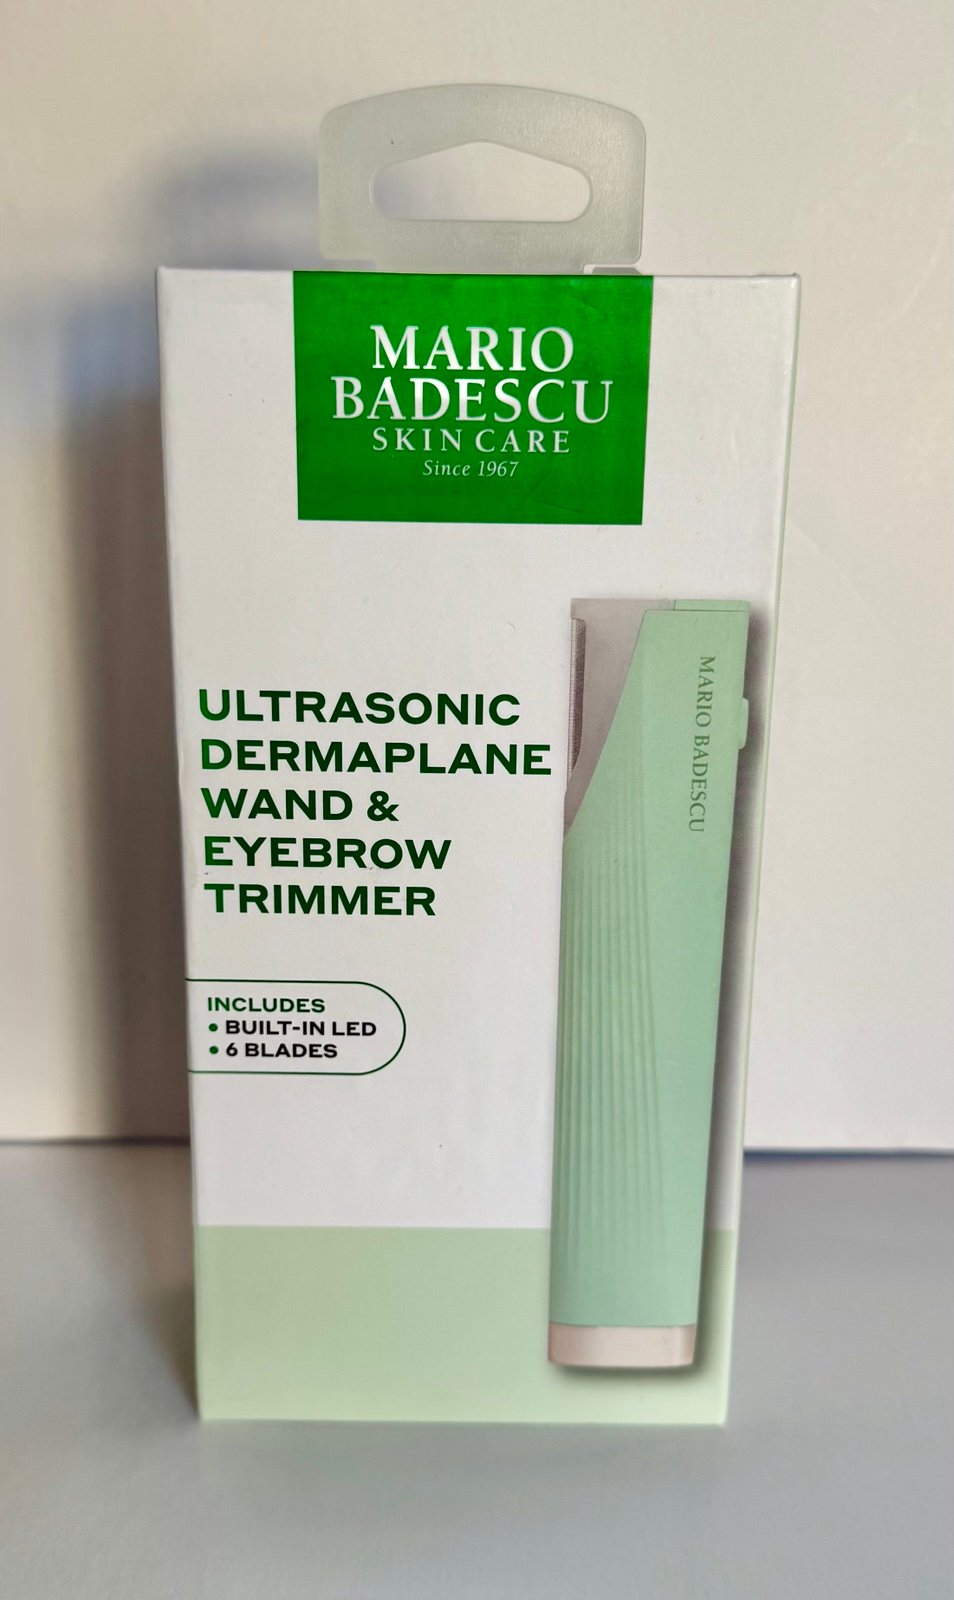 MARIO
BADESCU
SKIN CARE
Since 1967
ULTRASONIC
DERMAPLANE
WAND &
EYEBROW
TRIMMER
INCLUDES
• BUILT-IN LED
• 6 BLADES
MARIO BADESCU